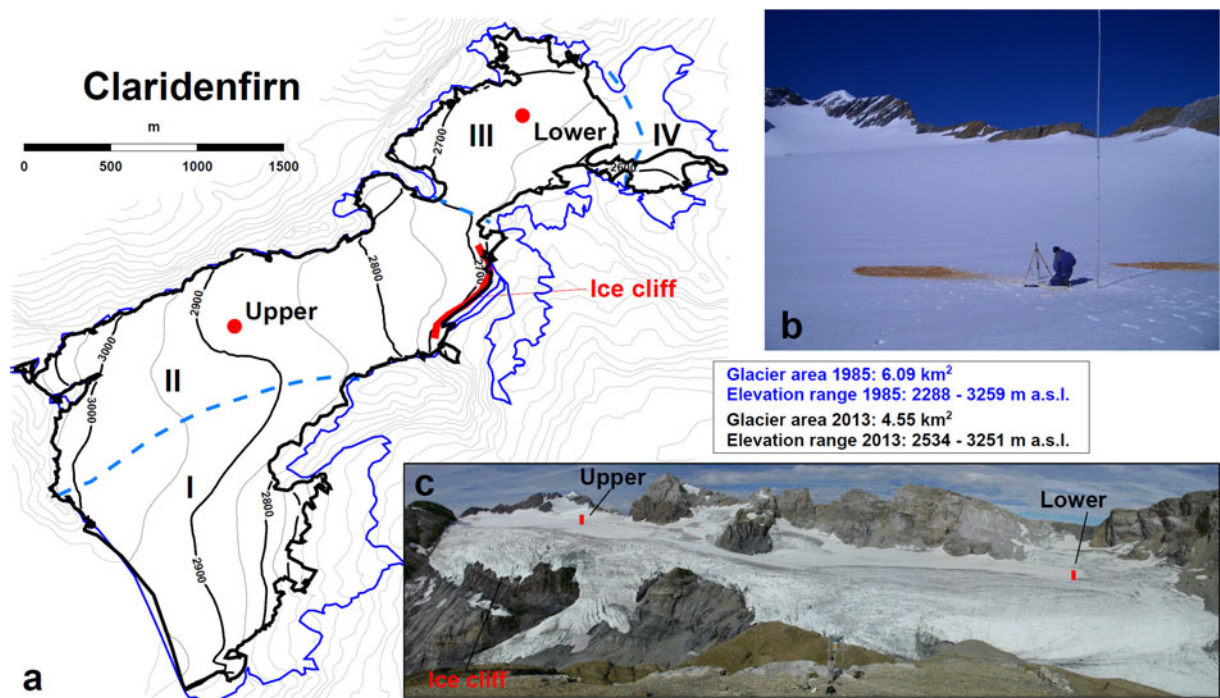 Claridenfirn
m
0 500 1000 1500
III
Lower
IV
2700
2600
2800
2700
2900
Upper
Ice cliff
3000
3000
II
I
2800
2900
a
b
Glacier area 1985: 6.09 km²
Elevation range 1985: 2288 - 3259 m a.s.l.
Glacier area 2013: 4.55 km²
Elevation range 2013: 2534 - 3251 m a.s.l.
c
Upper
Lower
Ice cliff